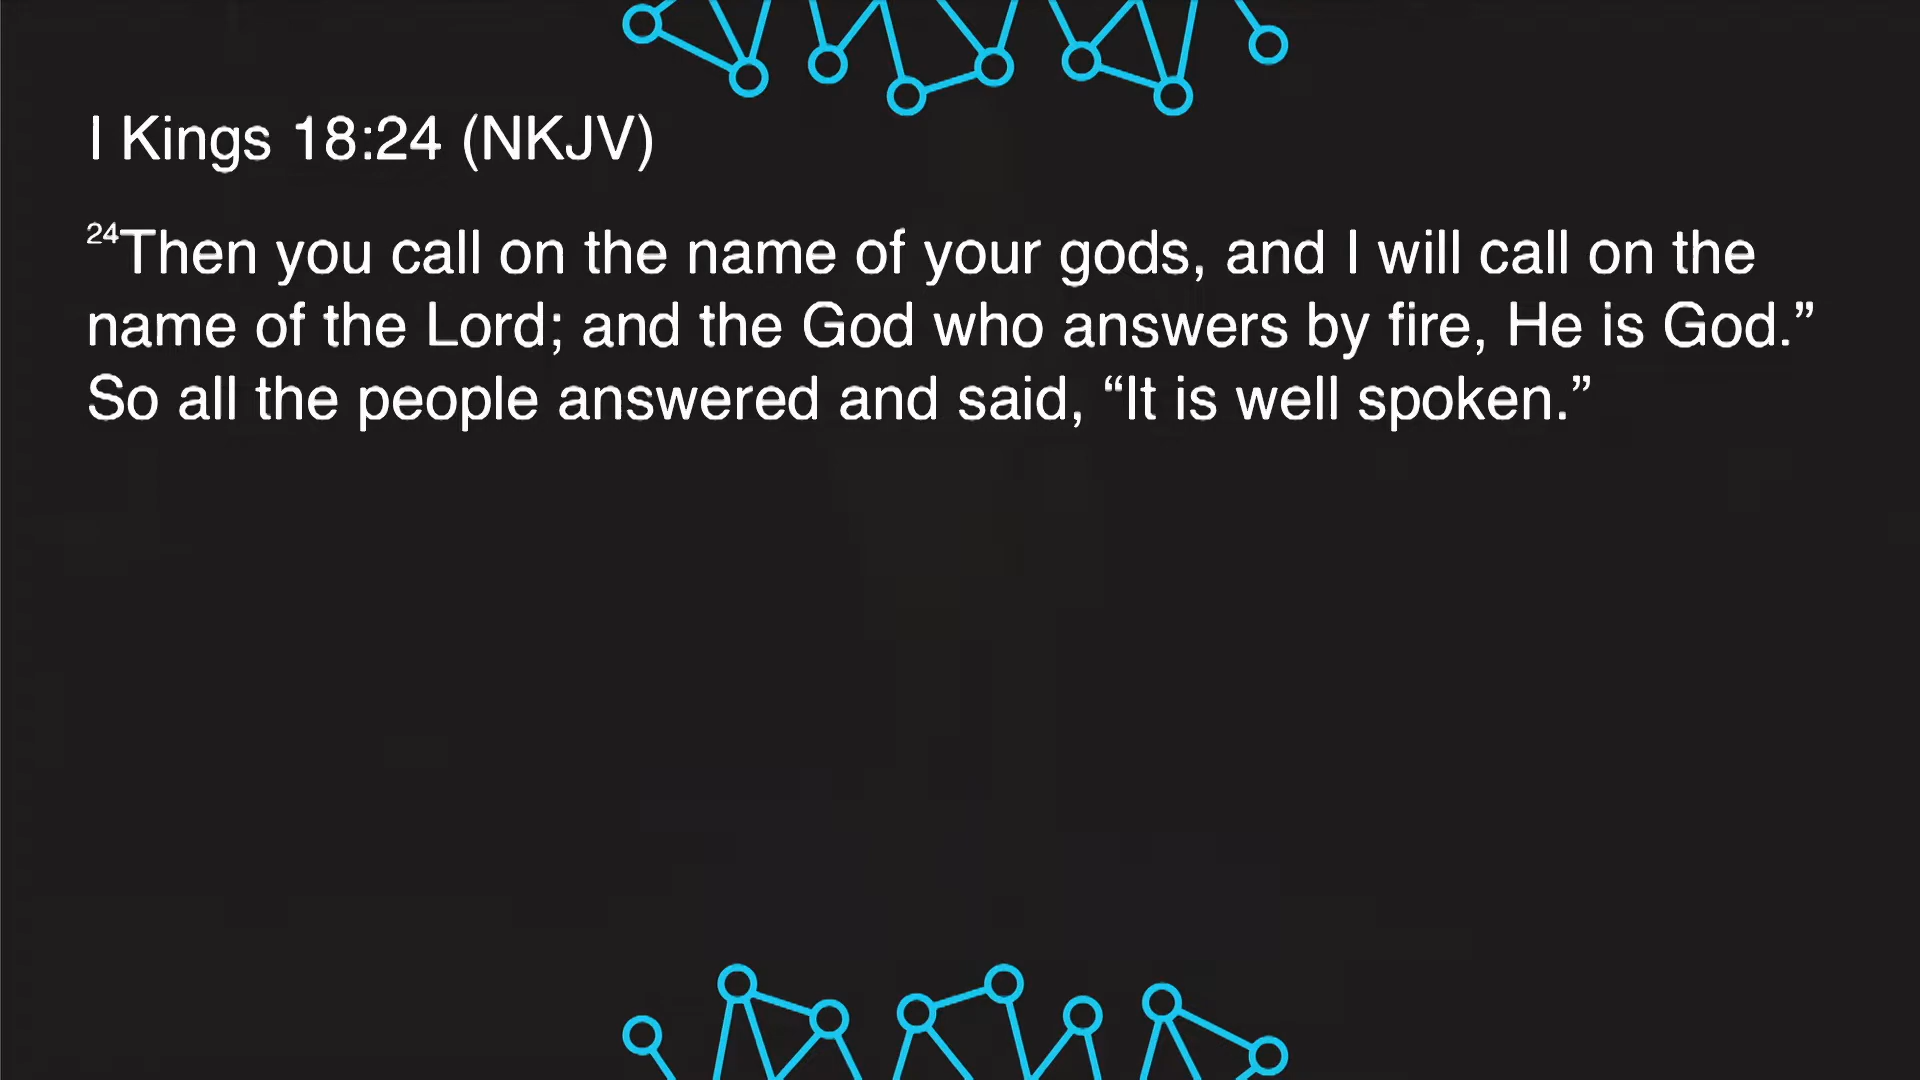 I Kings 18:24 (NKJV)
24Then you call on the name of your gods, and I will call on the
name of the Lord; and the God who answers by fire, He is God.”
So all the people answered and said, “It is well spoken.”